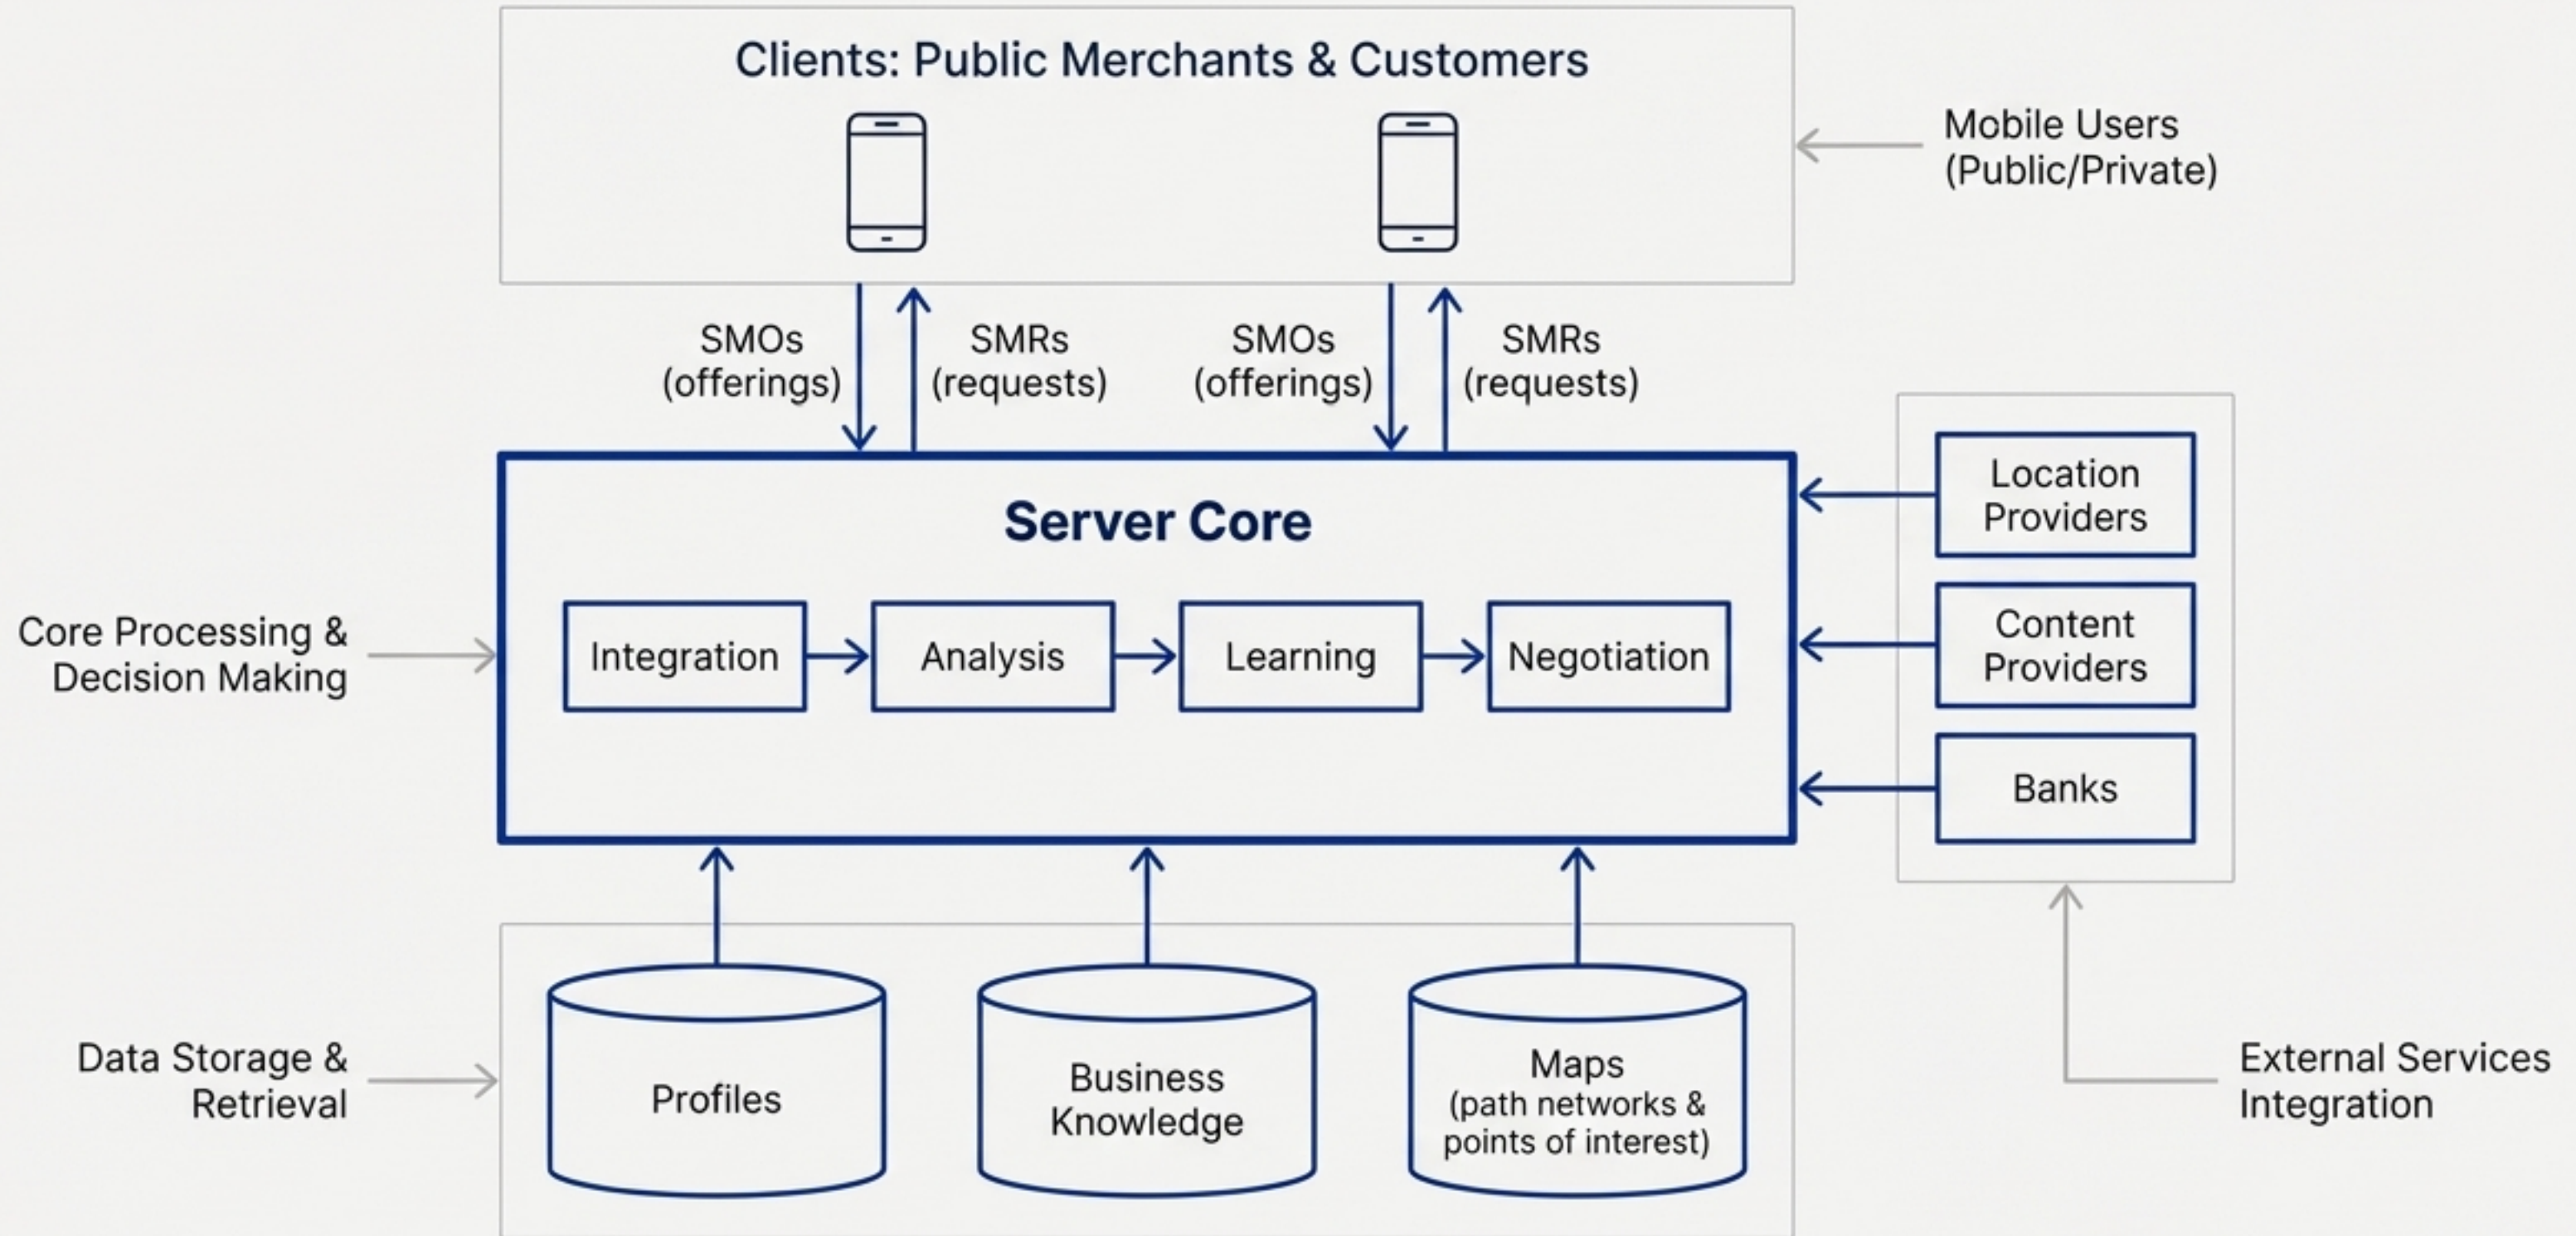 Clients: Public Merchants & Customers
Mobile Users
(Public/Private)
SMOs
(offerings)
SMRs
(requests)
SMOs
(offerings)
SMRs
(requests)
Server Core
Location
Providers
Content
Providers
Banks
Core Processing &
Decision Making
Integration
Analysis
Learning
Negotiation
Data Storage &
Retrieval
Profiles
Business
Knowledge
Maps
(path networks &
points of interest)
External Services
Integration